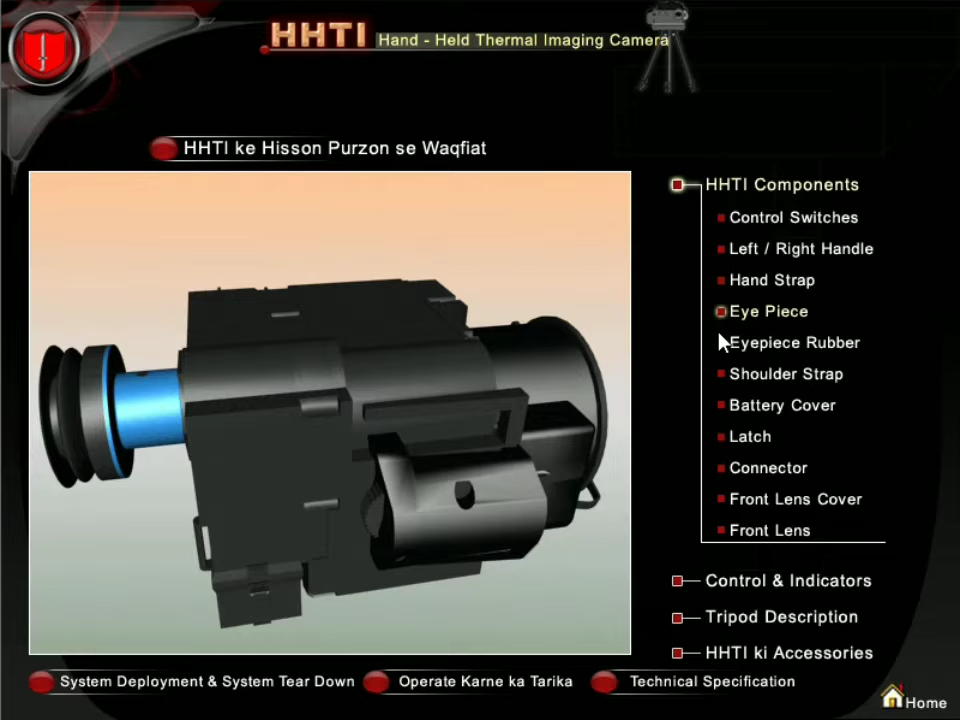 HHTI Hand - Held Thermal Imaging Camera
HHTI ke Hisson Purzon se Waqfiat
HHTI Components
Control Switches
Left / Right Handle
Hand Strap
Eye Piece
Eyepiece Rubber
Shoulder Strap
Battery Cover
Latch
Connector
Front Lens Cover
Front Lens
Control & Indicators
Tripod Description
HHTI ki Accessories
System Deployment & System Tear Down
Operate Karne ka Tarika
Technical Specification
Home